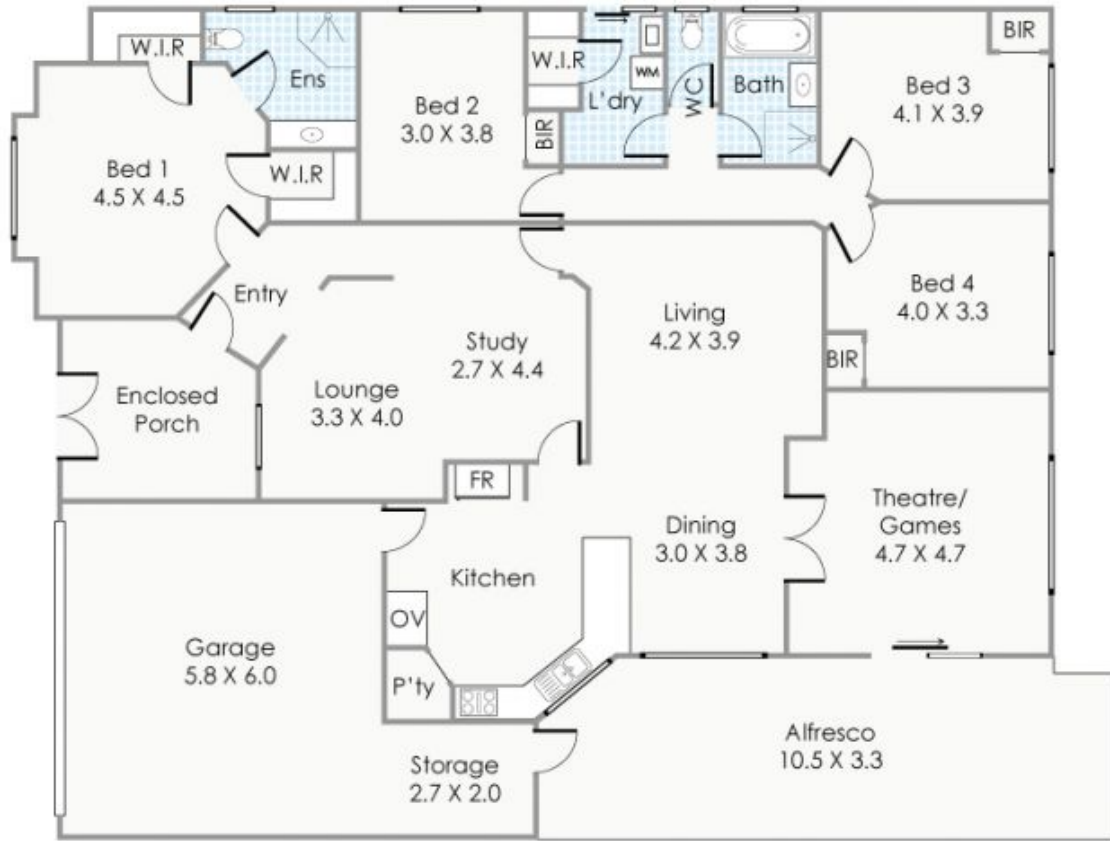 W.I.R
Ens
Bed 1
4.5 X 4.5
W.I.R
Bed 2
3.0 X 3.8
BIR
W.I.R
L'dry
WM
WC
Bath
Bed 3
4.1 X 3.9
BIR
Bed 4
4.0 X 3.3
BIR
Entry
Enclosed
Porch
Lounge
3.3 X 4.0
Study
2.7 X 4.4
Living
4.2 X 3.9
FR
Kitchen
OV
P'ty
Dining
3.0 X 3.8
Theatre/
Games
4.7 X 4.7
Garage
5.8 X 6.0
Storage
2.7 X 2.0
Alfresco
10.5 X 3.3